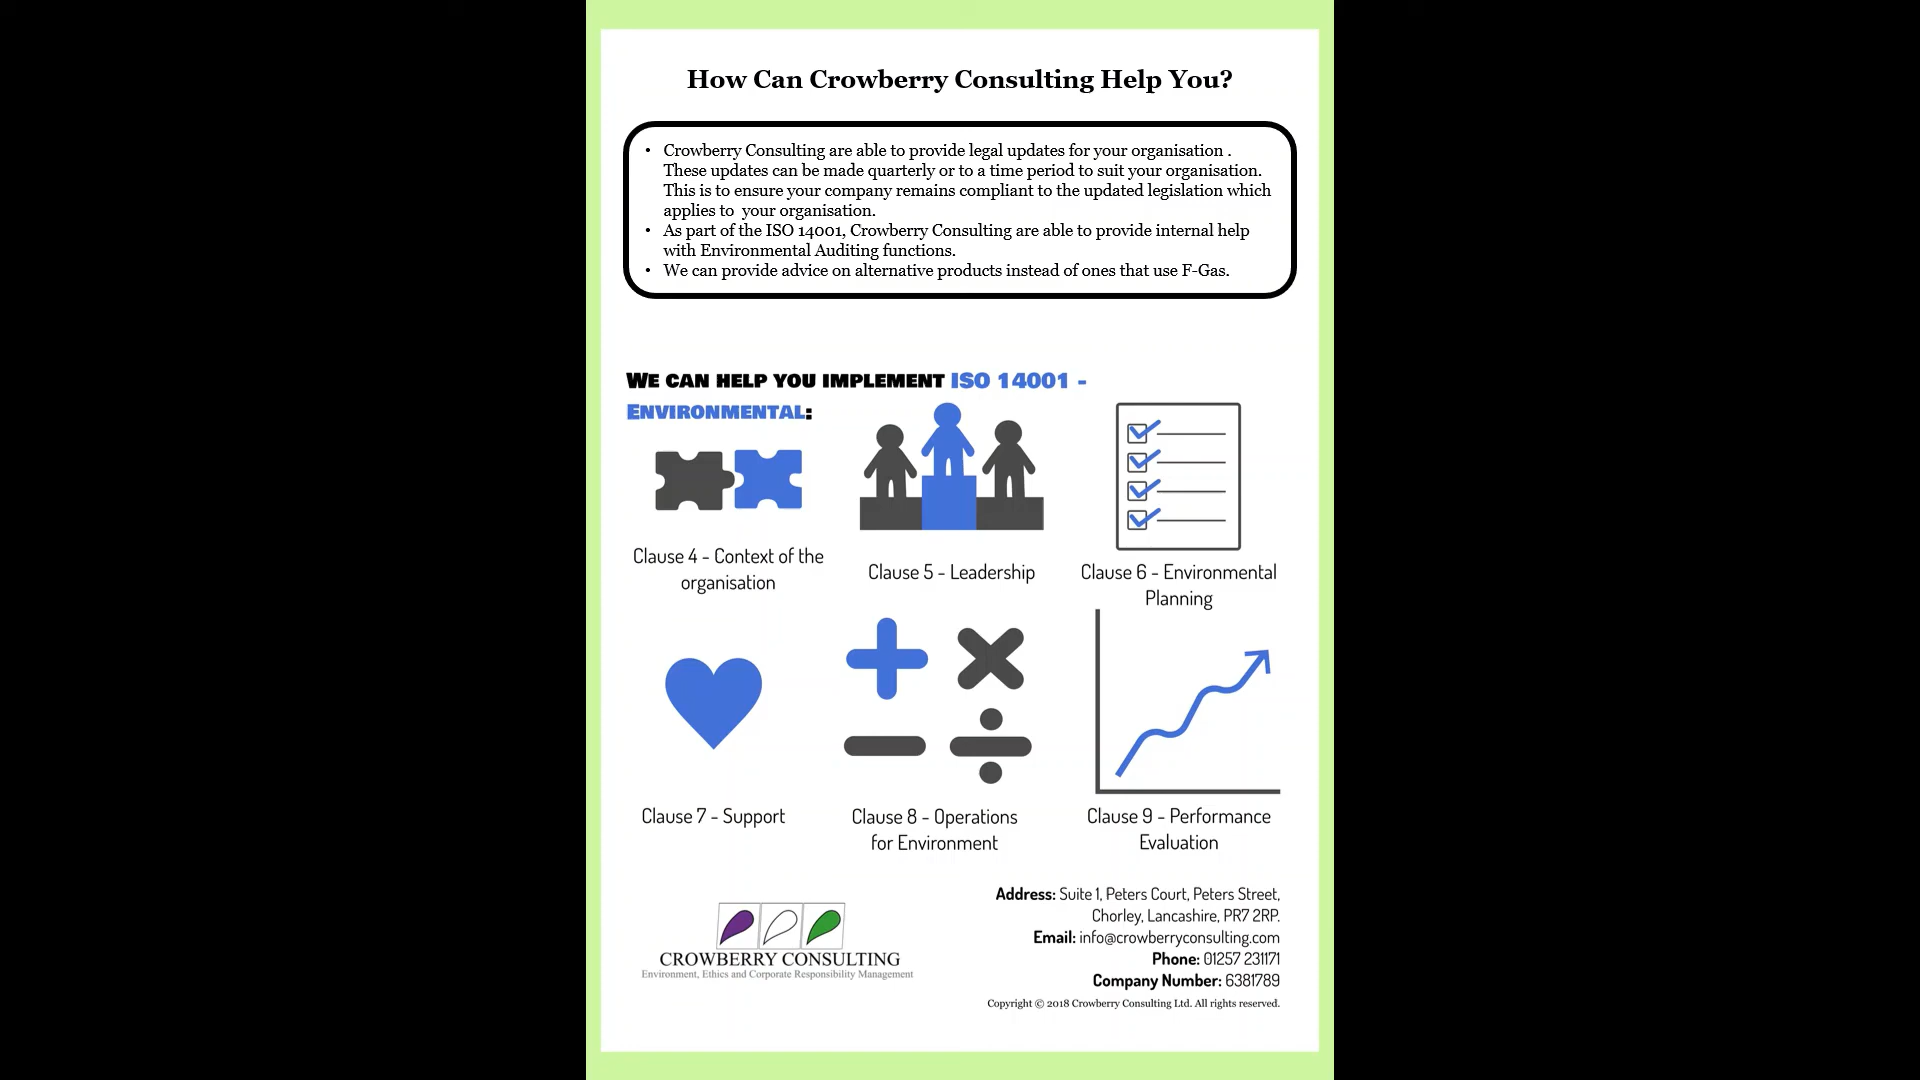 How Can Crowberry Consulting Help You?
• Crowberry Consulting are able to provide legal updates for your organisation .
These updates can be made quarterly or to a time period to suit your organisation.
This is to ensure your company remains compliant to the updated legislation which
applies to  your organisation.
• As part of the ISO 14001, Crowberry Consulting are able to provide internal help
with Environmental Auditing functions.
• We can provide advice on alternative products instead of ones that use F-Gas.
We can help you implement ISO 14001 -
Environmental:
Clause 4 - Context of the
organisation
Clause 5 - Leadership
Clause 6 - Environmental
Planning
Clause 7 - Support
Clause 8 - Operations
for Environment
Clause 9 - Performance
Evaluation
CROWBERRY CONSULTING
Environment, Ethics and Corporate Responsibility Management
Address: Suite 1, Peters Court, Peters Street,
Chorley, Lancashire, PR7 2RP.
Email: info@crowberryconsulting.com
Phone: 01257 231171
Company Number: 6381789
Copyright © 2018 Crowberry Consulting Ltd. All rights reserved.